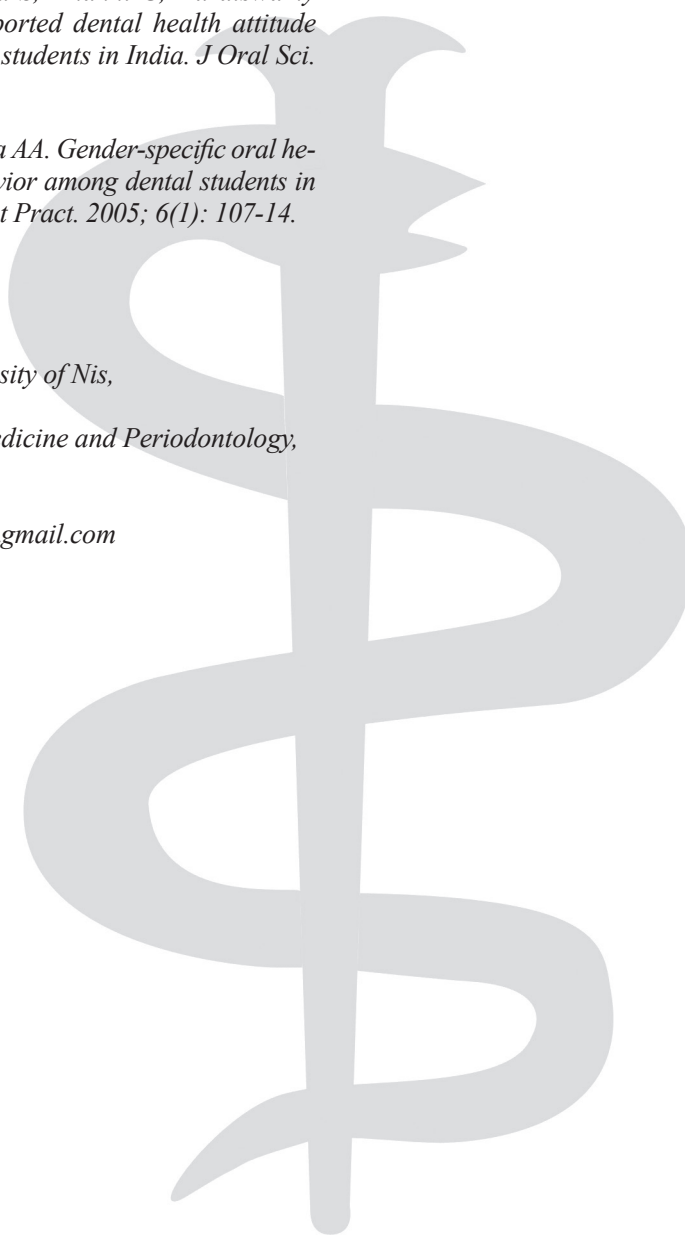 ported dental health attitude
students in India. J Oral Sci.
a AA. Gender-specific oral he-
vior among dental students in
t Pract. 2005; 6(1): 107-14.
sity of Nis,
dicine and Periodontology,
gmail.com